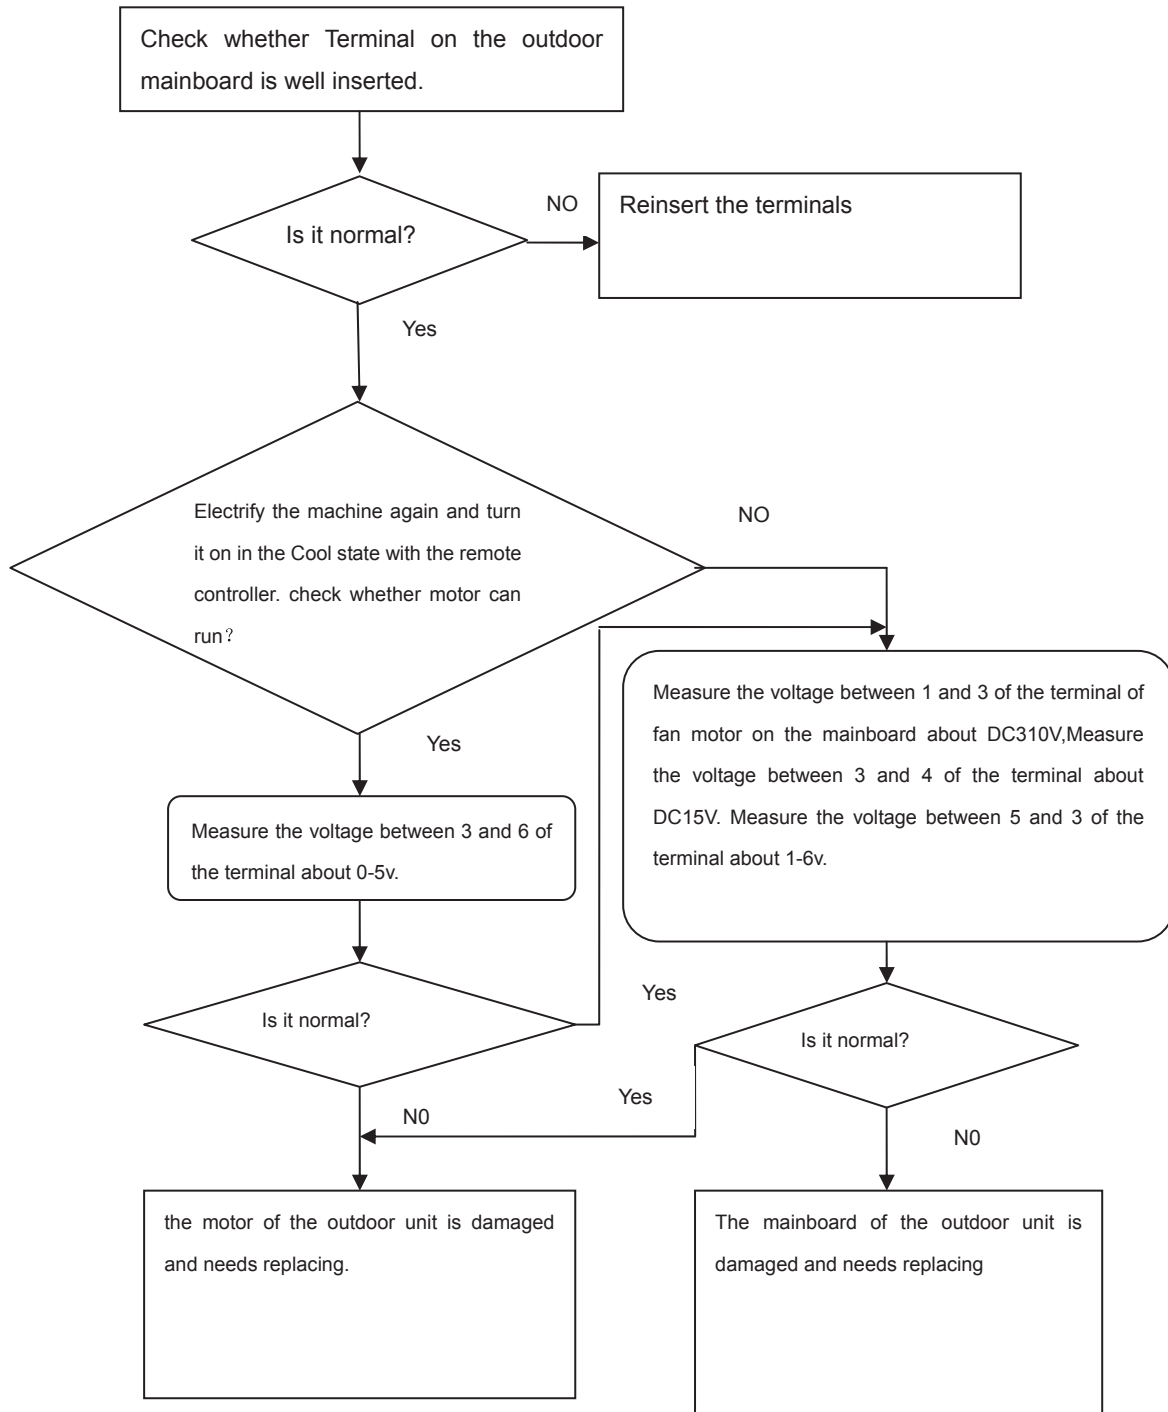 Check whether Terminal on the outdoor
mainboard is well inserted.
Is it normal?
NO
Reinsert the terminals
Yes
Electrify the machine again and turn
it on in the Cool state with the remote
controller. check whether motor can
run？
NO
Yes
Measure the voltage between 1 and 3 of the terminal of
fan motor on the mainboard about DC310V,Measure
the voltage between 3 and 4 of the terminal about
DC15V. Measure the voltage between 5 and 3 of the
terminal about 1-6v.
Measure the voltage between 3 and 6 of
the terminal about 0-5v.
Is it normal?
Yes
Is it normal?
Yes
N0
N0
the motor of the outdoor unit is damaged
and needs replacing.
The mainboard of the outdoor unit is
damaged and needs replacing